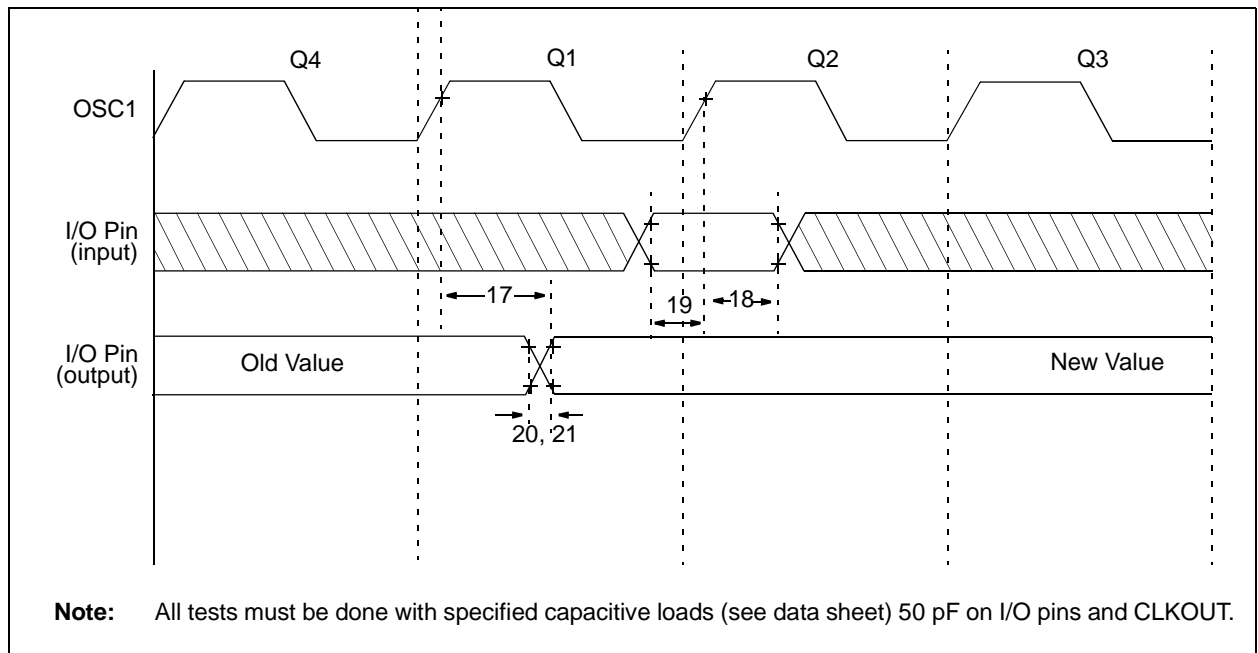 Q4 Q1 Q2 Q3
OSC1
I/O Pin
(input)
17 19 18
I/O Pin
(output)
Old Value New Value
20, 21
Note: All tests must be done with specified capacitive loads (see data sheet) 50 pF on I/O pins and CLKOUT.